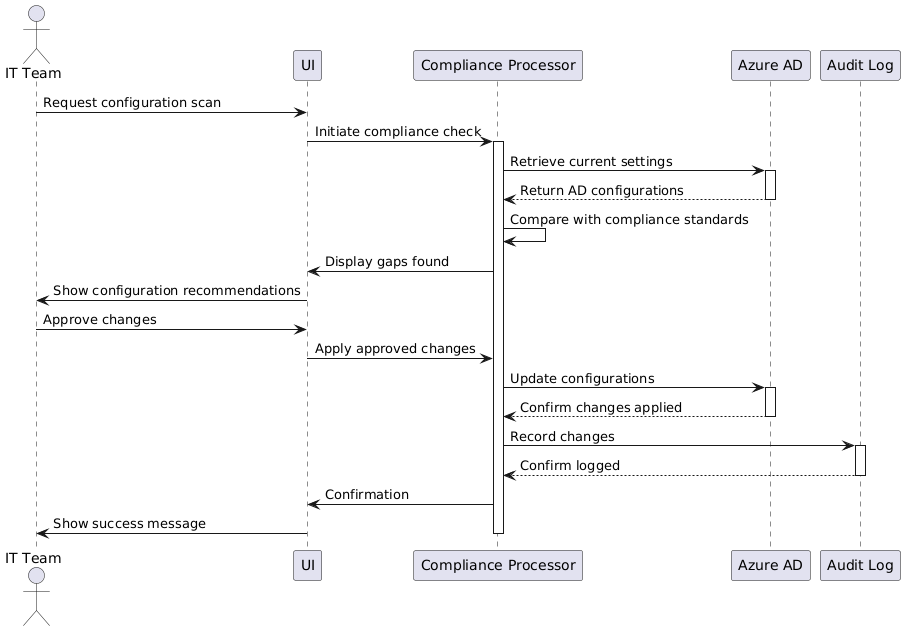 IT Team
UI
Compliance Processor
Azure AD
Audit Log
Request configuration scan
Initiate compliance check
Retrieve current settings
Return AD configurations
Compare with compliance standards
Display gaps found
Show configuration recommendations
Approve changes
Apply approved changes
Update configurations
Confirm changes applied
Record changes
Confirm logged
Confirmation
Show success message
IT Team
UI
Compliance Processor
Azure AD
Audit Log